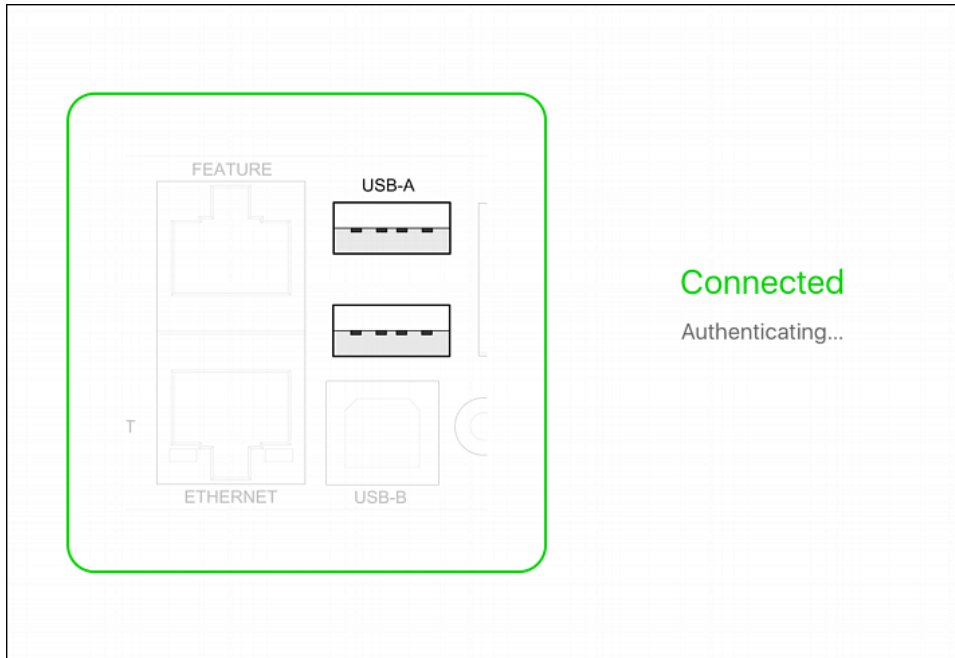 FEATURE
USB-A
Connected
Authenticating...
T
ETHERNET
USB-B